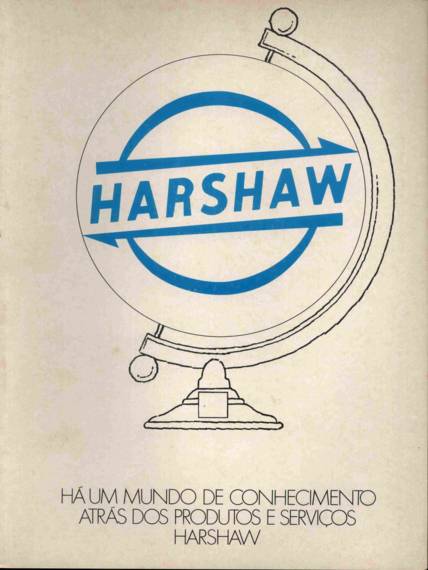 HARSHAW
HÁ UM MUNDO DE CONHECIMENTO
ATRÁS DOS PRODUTOS E SERVIÇOS
HARSHAW